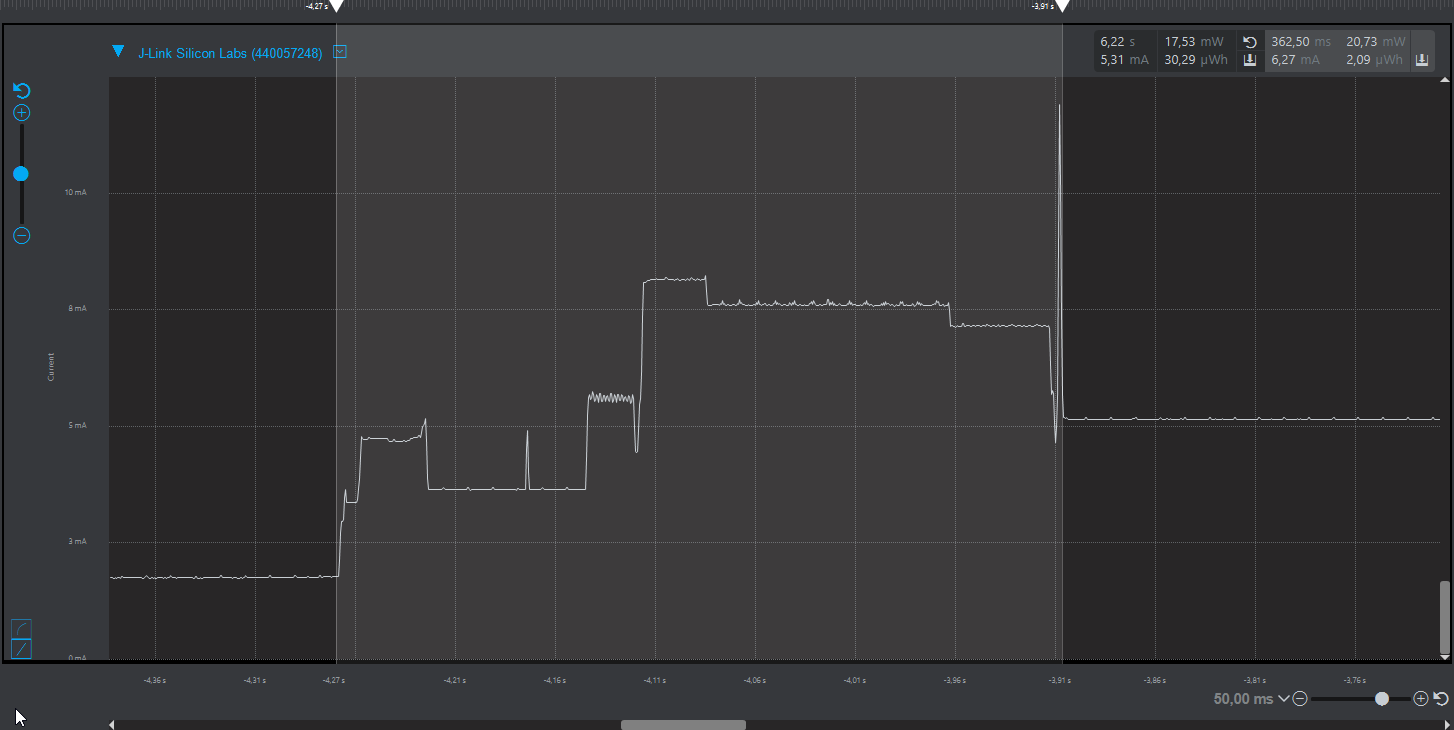 -4,27 s
-3,91 s
J-Link Silicon Labs (440057248)
6,22 s 17,53 mW
5,31 mA 30,29 µWh
362,50 ms 20,73 mW
6,27 mA 2,09 µWh
10 mA
8 mA
5 mA
3 mA
0 mA
Current
-4,36 s -4,31 s -4,27 s -4,21 s -4,16 s -4,11 s -4,06 s -4,01 s -3,96 s -3,91 s -3,86 s -3,81 s -3,76 s
50,00 ms